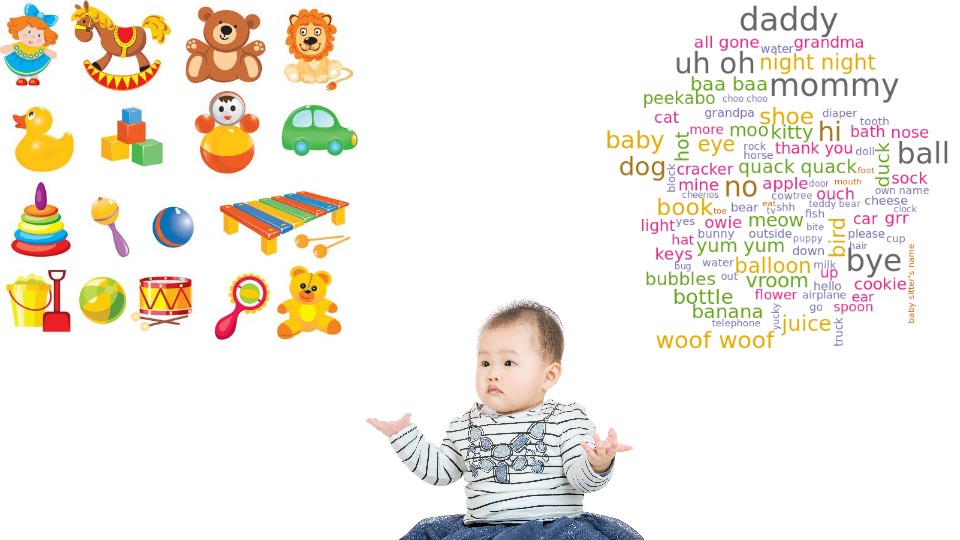 daddy
all gone water grandma
uh oh night night
baa baa mommy
peekabo choo choo
grandpa shoe diaper tooth
cat more moo kitty hi bath nose
baby hot eye rock horse thank you doll duck ball
dog block cracker quack quack foot
mine cheerios no apple door mouth sock
own name
cow tree ouch cheese
book toe bear eat tv shh teddy bear clock
fish
light yes owie meow bite bird car grr
bunny outside puppy please cup
hat yum yum down hair
keys bug water balloon milk bye
bubbles out vroom up hello cookie baby sitter's name
bottle flower airplane ear
banana yucky go spoon
telephone juice truck
woof woof